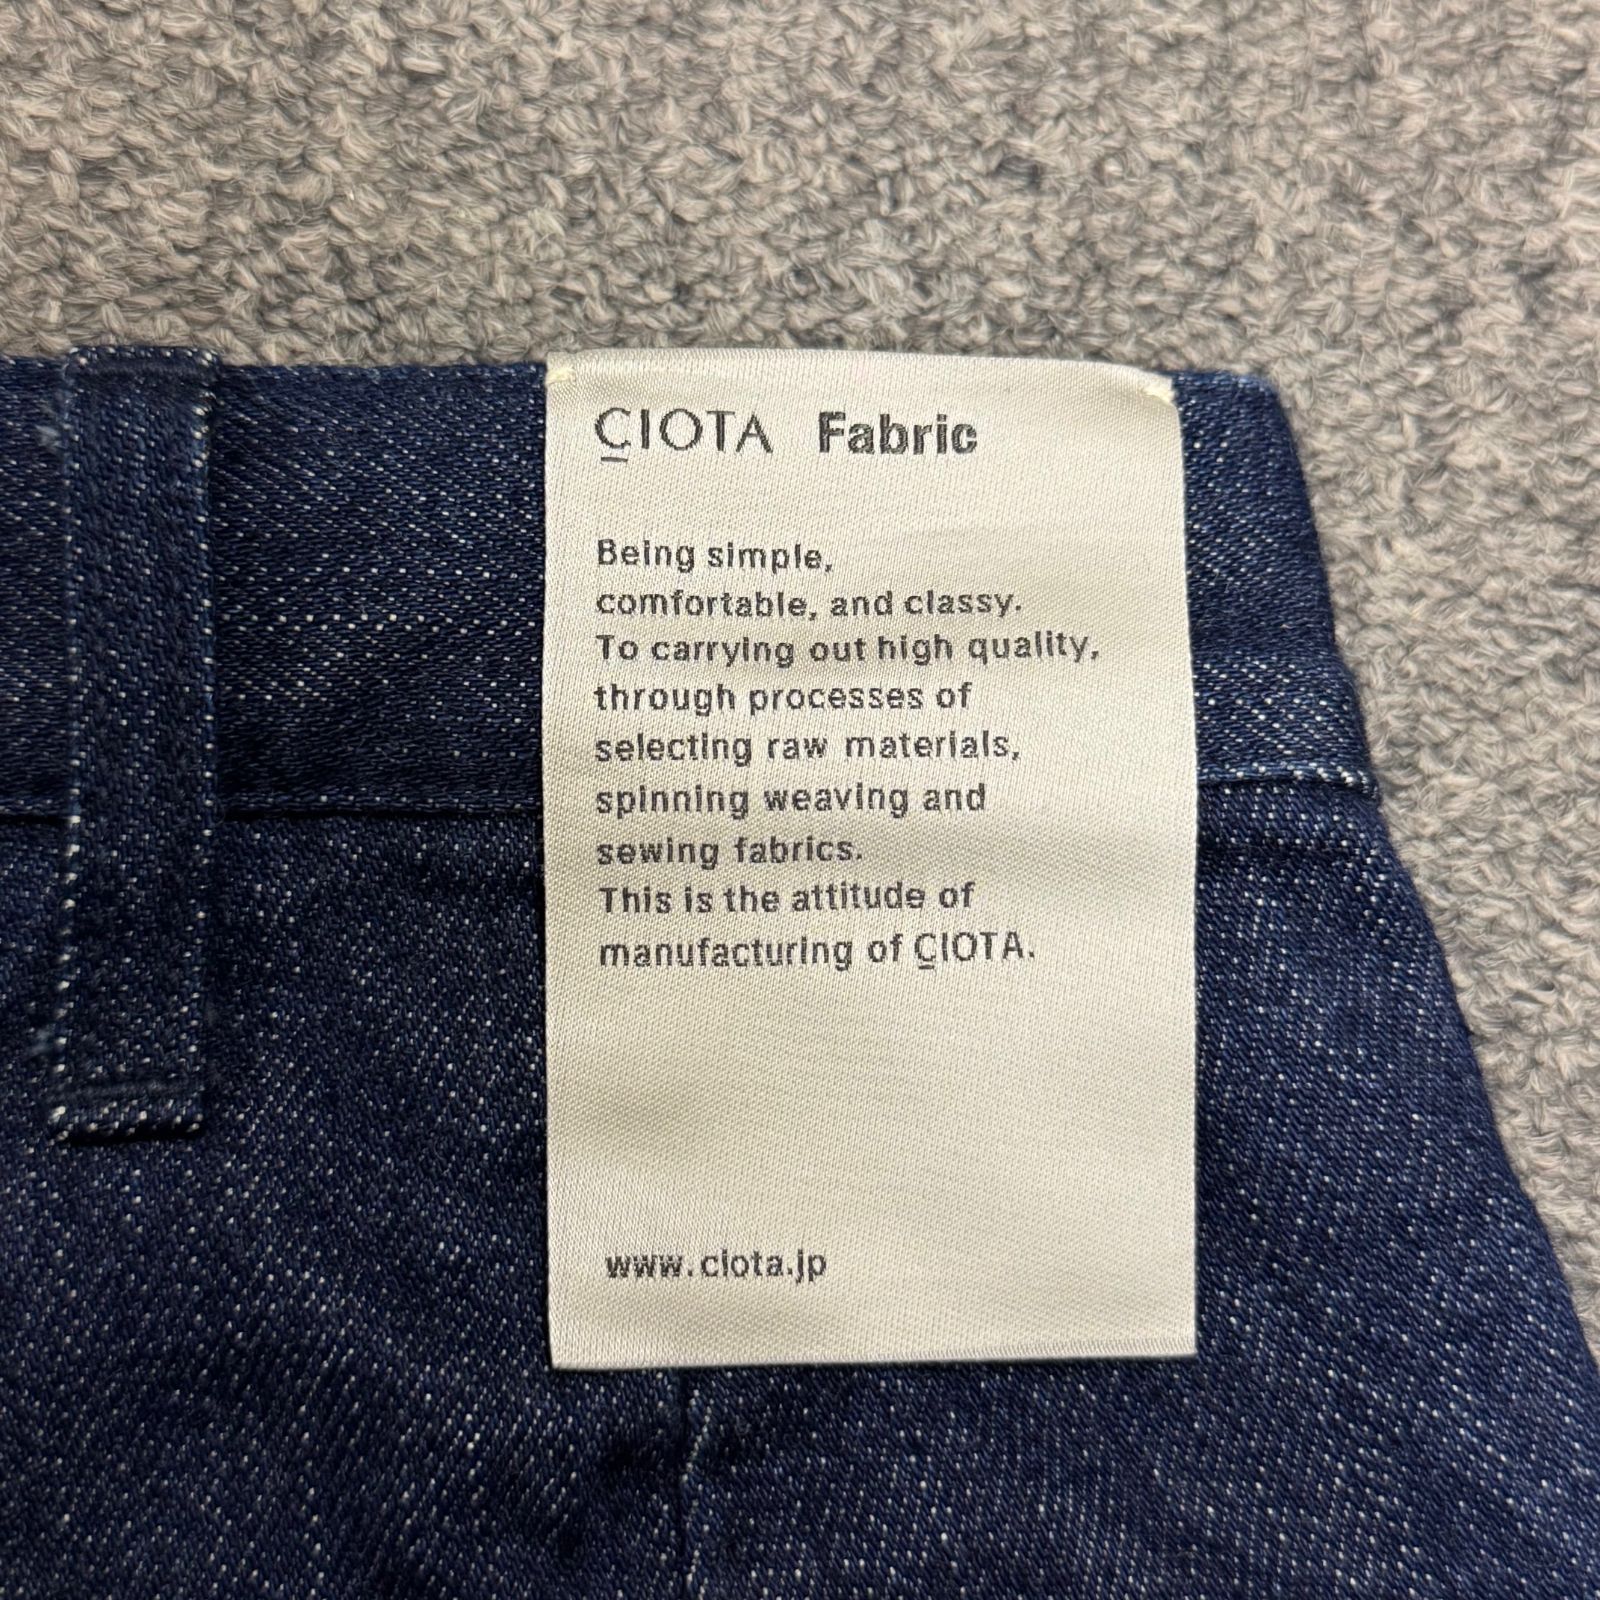 CIOTA Fabric
Being simple,
comfortable, and classy.
To carrying out high quality,
through processes of
selecting raw materials,
spinning weaving and
sewing fabrics.
This is the attitude of
manufacturing of CIOTA.
www.ciota.jp